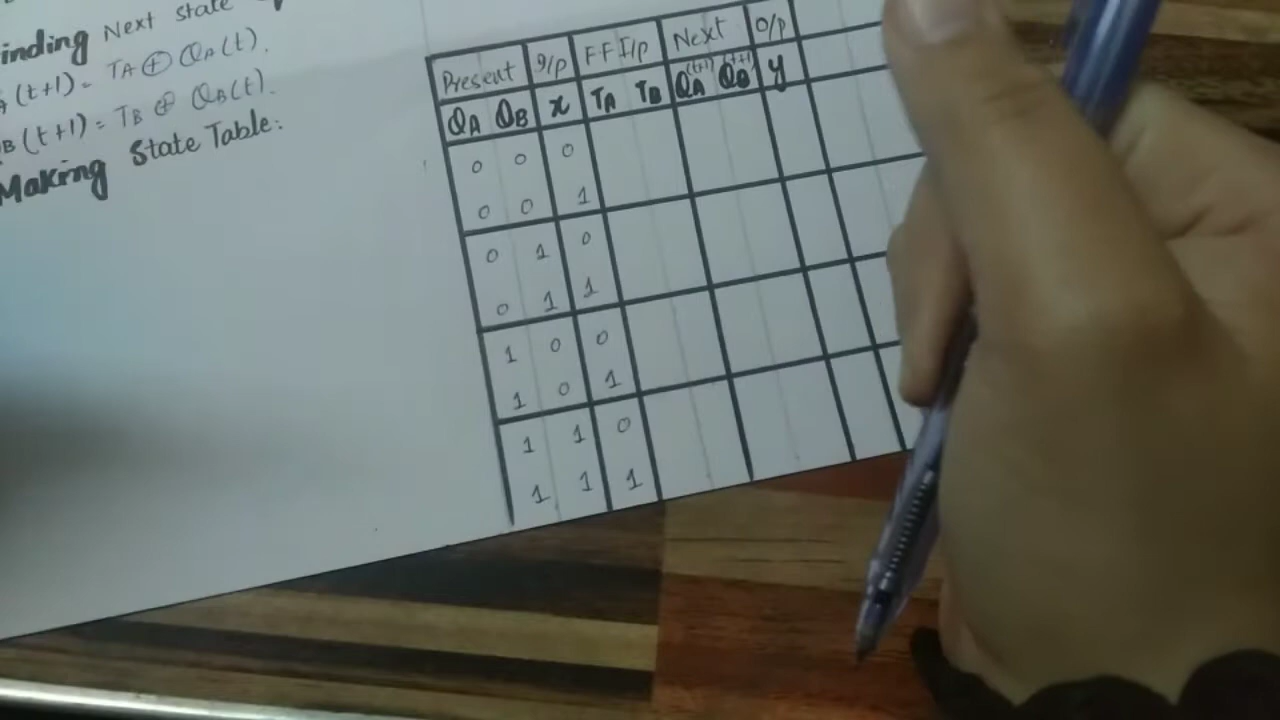 inding Next state
(t+1) = TA ⊕ QA(t).
B(t+1) = TB ⊕ QB(t).
Making State Table:
Present I/p FF I/p Next O/p
QA QB x TA TB QA(t+1) QB(t+1) y
0 0 0
0 0 1
0 1 0
0 1 1
1 0 0
1 0 1
1 1 0
1 1 1